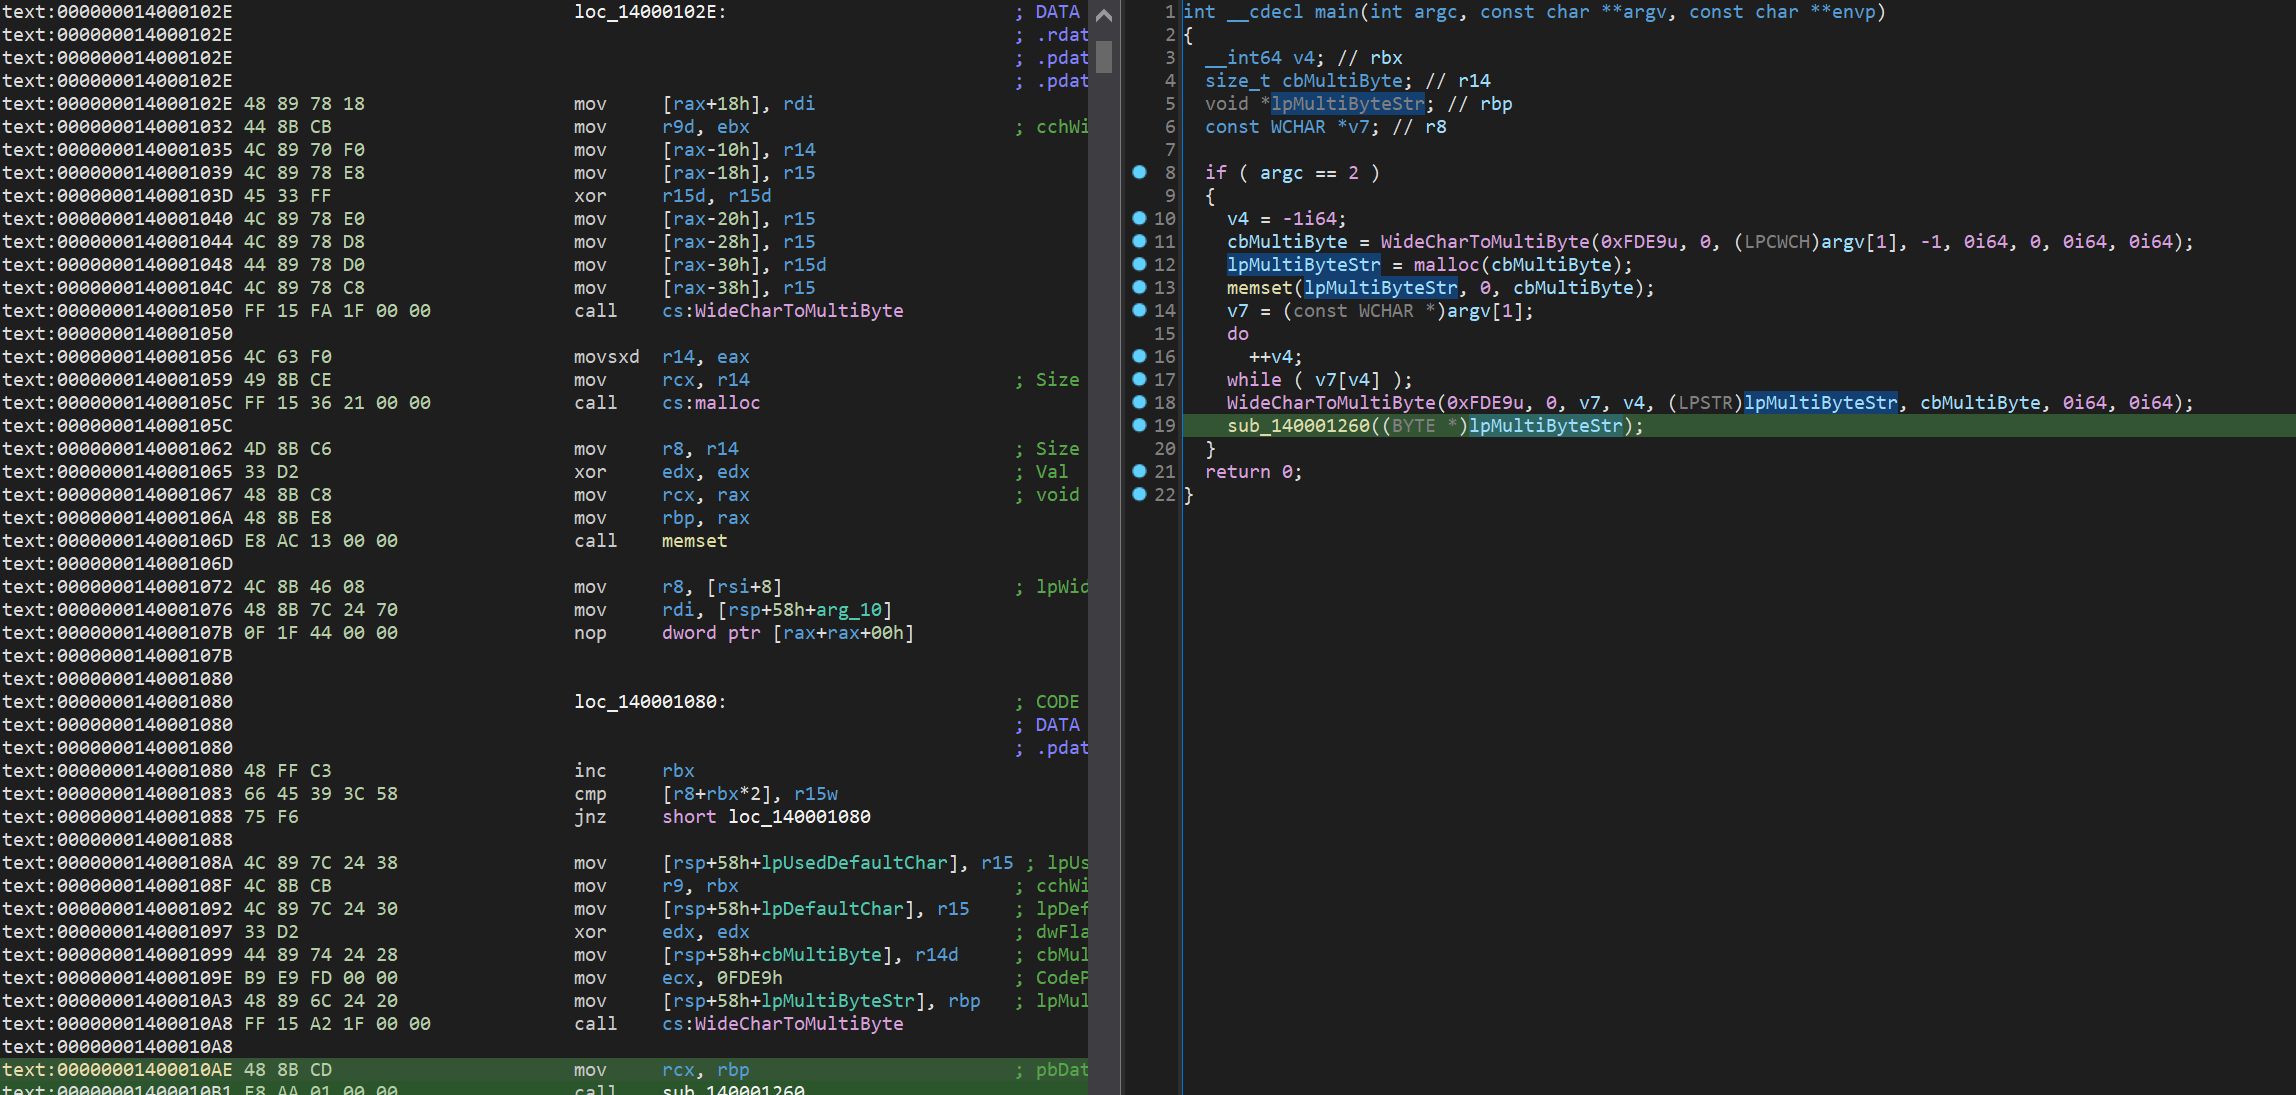 text:000000014000102E loc_14000102E: ; DATA
text:000000014000102E ; .rdat
text:000000014000102E ; .pdat
text:000000014000102E ; .pdat
text:000000014000102E 48 89 78 18 mov [rax+18h], rdi
text:0000000140001032 44 8B CB mov r9d, ebx ; cchWi
text:0000000140001035 4C 89 70 F0 mov [rax-10h], r14
text:0000000140001039 4C 89 78 E8 mov [rax-18h], r15
text:000000014000103D 45 33 FF xor r15d, r15d
text:0000000140001040 4C 89 78 E0 mov [rax-20h], r15
text:0000000140001044 4C 89 78 D8 mov [rax-28h], r15
text:0000000140001048 44 89 78 D0 mov [rax-30h], r15d
text:000000014000104C 4C 89 78 C8 mov [rax-38h], r15
text:0000000140001050 FF 15 FA 1F 00 00 call cs:WideCharToMultiByte
text:0000000140001050
text:0000000140001056 4C 63 F0 movsxd r14, eax
text:0000000140001059 49 8B CE mov rcx, r14 ; Size
text:000000014000105C FF 15 36 21 00 00 call cs:malloc
text:000000014000105C
text:0000000140001062 4D 8B C6 mov r8, r14 ; Size
text:0000000140001065 33 D2 xor edx, edx ; Val
text:0000000140001067 48 8B C8 mov rcx, rax ; void
text:000000014000106A 48 8B E8 mov rbp, rax
text:000000014000106D E8 AC 13 00 00 call memset
text:000000014000106D
text:0000000140001072 4C 8B 46 08 mov r8, [rsi+8] ; lpWid
text:0000000140001076 48 8B 7C 24 70 mov rdi, [rsp+58h+arg_10]
text:000000014000107B 0F 1F 44 00 00 nop dword ptr [rax+rax+00h]
text:000000014000107B
text:0000000140001080
text:0000000140001080 loc_140001080: ; CODE
text:0000000140001080 ; DATA
text:0000000140001080 ; .pdat
text:0000000140001080 48 FF C3 inc rbx
text:0000000140001083 66 45 39 3C 58 cmp [r8+rbx*2], r15w
text:0000000140001088 75 F6 jnz short loc_140001080
text:0000000140001088
text:000000014000108A 4C 89 7C 24 38 mov [rsp+58h+lpUsedDefaultChar], r15 ; lpUs
text:000000014000108F 4C 8B CB mov r9, rbx ; cchWi
text:0000000140001092 4C 89 7C 24 30 mov [rsp+58h+lpDefaultChar], r15 ; lpDef
text:0000000140001097 33 D2 xor edx, edx ; dwFla
text:0000000140001099 44 89 74 24 28 mov [rsp+58h+cbMultiByte], r14d ; cbMul
text:000000014000109E B9 E9 FD 00 00 mov ecx, 0FDE9h ; CodeP
text:00000001400010A3 48 89 6C 24 20 mov [rsp+58h+lpMultiByteStr], rbp ; lpMul
text:00000001400010A8 FF 15 A2 1F 00 00 call cs:WideCharToMultiByte
text:00000001400010A8
text:00000001400010AE 48 8B CD mov rcx, rbp ; pbDat
text:00000001400010B1 E8 AA 01 00 00 call sub_140001260
1 int __cdecl main(int argc, const char **argv, const char **envp)
2 {
3 __int64 v4; // rbx
4 size_t cbMultiByte; // r14
5 void *lpMultiByteStr; // rbp
6 const WCHAR *v7; // r8
7
8 if ( argc == 2 )
9 {
10 v4 = -1i64;
11 cbMultiByte = WideCharToMultiByte(0xFDE9u, 0, (LPCWCH)argv[1], -1, 0i64, 0, 0i64, 0i64);
12 lpMultiByteStr = malloc(cbMultiByte);
13 memset(lpMultiByteStr, 0, cbMultiByte);
14 v7 = (const WCHAR *)argv[1];
15 do
16 ++v4;
17 while ( v7[v4] );
18 WideCharToMultiByte(0xFDE9u, 0, v7, v4, (LPSTR)lpMultiByteStr, cbMultiByte, 0i64, 0i64);
19 sub_140001260((BYTE *)lpMultiByteStr);
20 }
21 return 0;
22 }